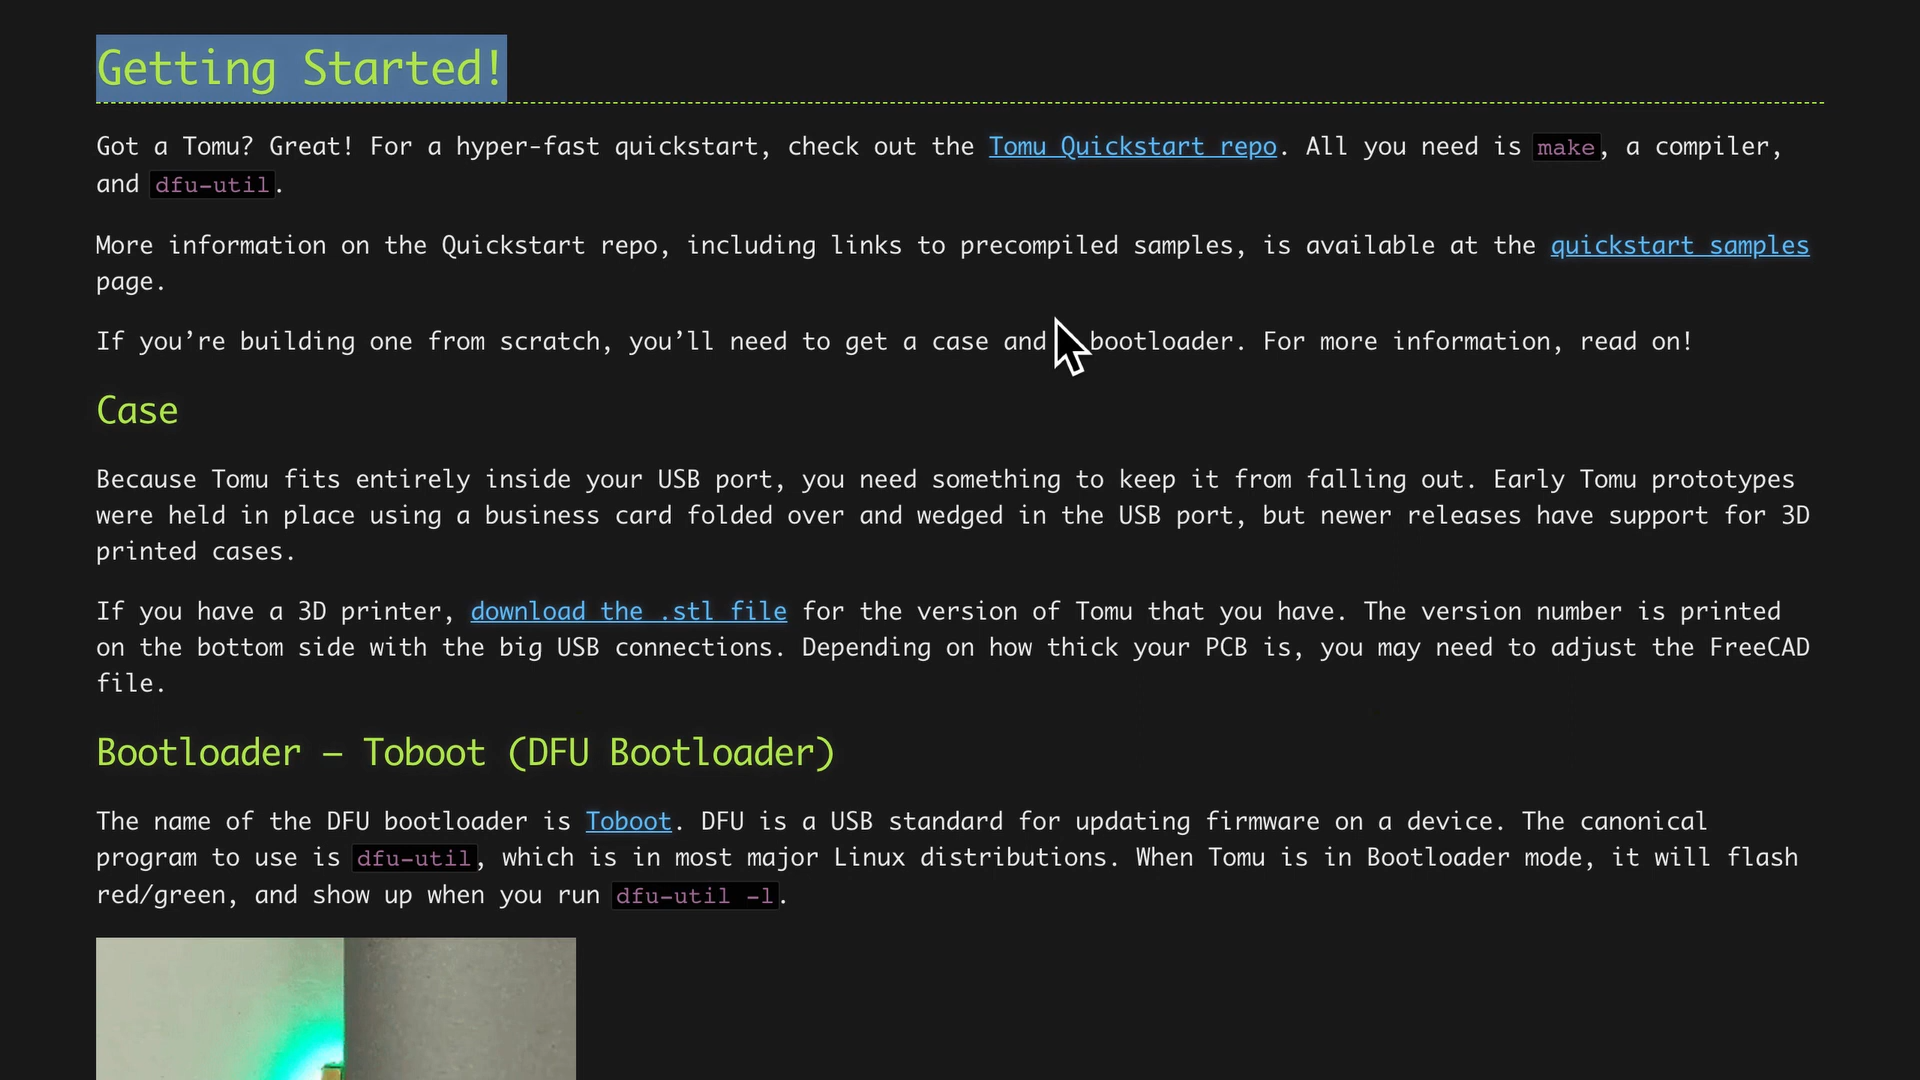 Getting Started!
Got a Tomu? Great! For a hyper-fast quickstart, check out the Tomu Quickstart repo. All you need is make, a compiler,
and dfu-util.
More information on the Quickstart repo, including links to precompiled samples, is available at the quickstart samples
page.
If you’re building one from scratch, you’ll need to get a case and bootloader. For more information, read on!
Case
Because Tomu fits entirely inside your USB port, you need something to keep it from falling out. Early Tomu prototypes
were held in place using a business card folded over and wedged in the USB port, but newer releases have support for 3D
printed cases.
If you have a 3D printer, download the .stl file for the version of Tomu that you have. The version number is printed
on the bottom side with the big USB connections. Depending on how thick your PCB is, you may need to adjust the FreeCAD
file.
Bootloader – Toboot (DFU Bootloader)
The name of the DFU bootloader is Toboot. DFU is a USB standard for updating firmware on a device. The canonical
program to use is dfu-util, which is in most major Linux distributions. When Tomu is in Bootloader mode, it will flash
red/green, and show up when you run dfu-util -l.